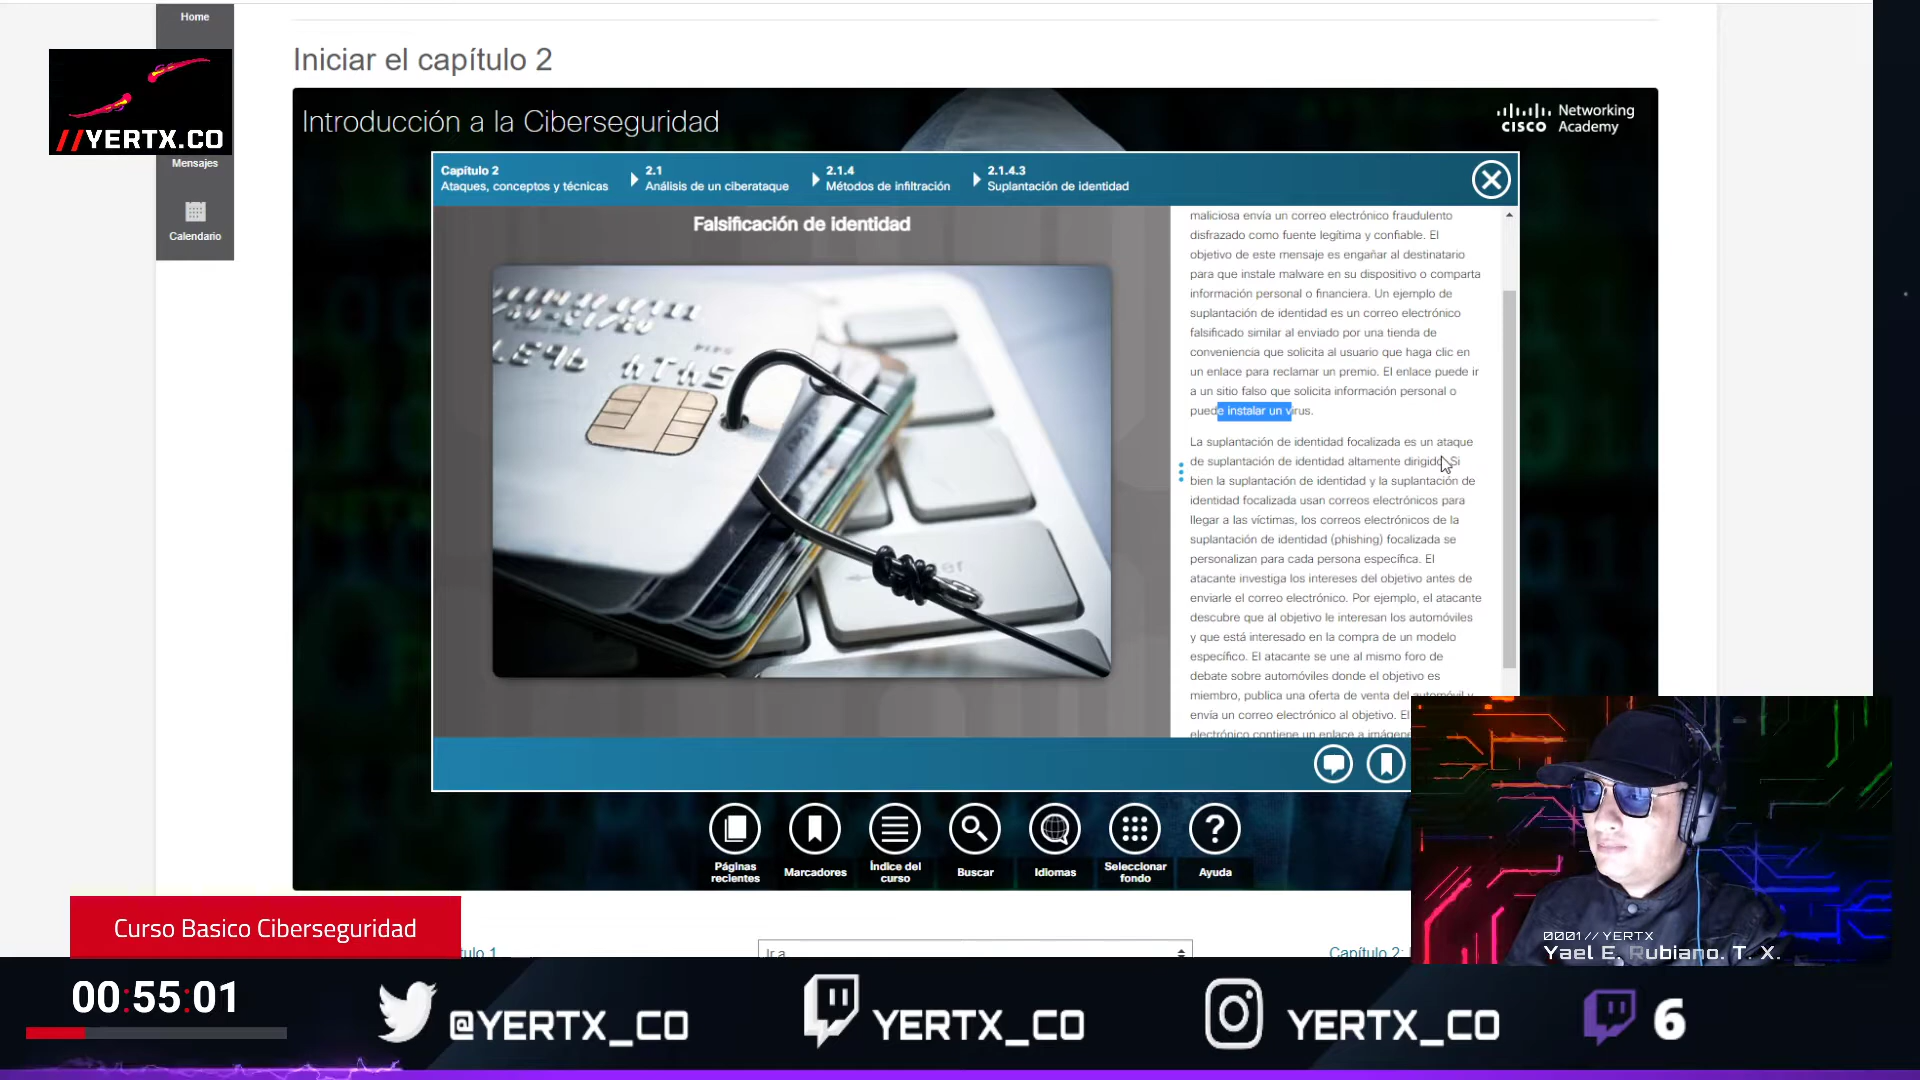 Home
Iniciar el capítulo 2
//YERTX.CO
Mensajes
Calendario
Introducción a la Ciberseguridad
CISCO
Networking
Academy
Capítulo 2
Ataques, conceptos y técnicas
2.1
Análisis de un ciberataque
2.1.4
Métodos de infiltración
2.1.4.3
Suplantación de identidad
Falsificación de identidad
maliciosa envía un correo electrónico fraudulento
disfrazado como fuente legítima y confiable. El
objetivo de este mensaje es engañar al destinatario
para que instale malware en su dispositivo o comparta
información personal o financiera. Un ejemplo de
suplantación de identidad es un correo electrónico
falsificado similar al enviado por una tienda de
conveniencia que solicita al usuario que haga clic en
un enlace para reclamar un premio. El enlace puede ir
a un sitio falso que solicita información personal o
puede instalar un virus.
La suplantación de identidad focalizada es un ataque
de suplantación de identidad altamente dirigido. Si
bien la suplantación de identidad y la suplantación de
identidad focalizada usan correos electrónicos para
llegar a las víctimas, los correos electrónicos de la
suplantación de identidad (phishing) focalizada se
personalizan para cada persona específica. El
atacante investiga los intereses del objetivo antes de
enviarle el correo electrónico. Por ejemplo, el atacante
descubre que al objetivo le interesan los automóviles
y que está interesado en la compra de un modelo
específico. El atacante se une al mismo foro de
debate sobre automóviles donde el objetivo es
miembro, publica una oferta de venta del automóvil y
envía un correo electrónico al objetivo. El
electrónico contiene un enlace a imágene
Páginas
recientes
Marcadores
Índice del
curso
Buscar
Idiomas
Seleccionar
fondo
Ayuda
Curso Basico Ciberseguridad
tulo 1
Ir a
Capítulo 2:
0001 // YERTX
Yael E. Rubiano. T. X.
00:55:01
@YERTX_CO
YERTX_CO
YERTX_CO
6